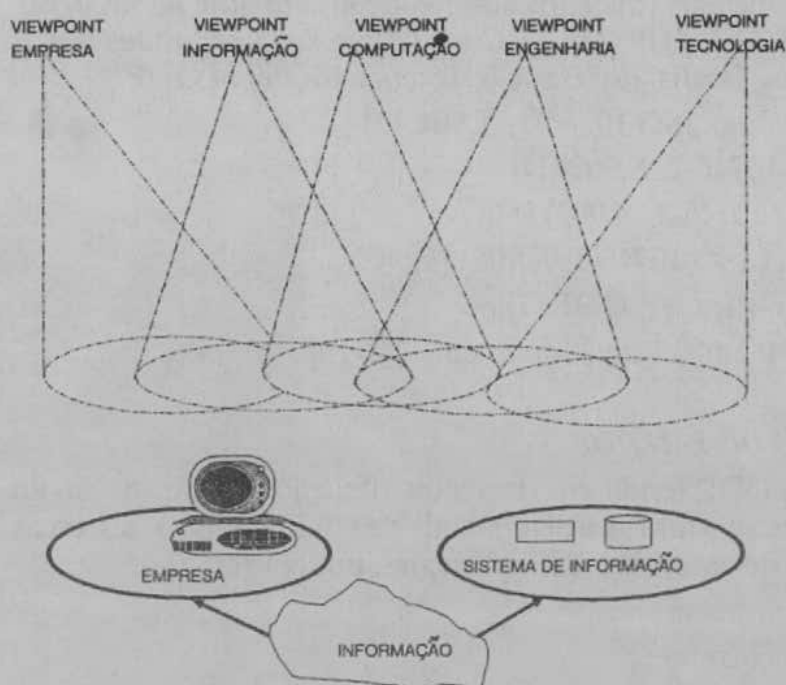 VIEWPOINT
EMPRESA
VIEWPOINT
INFORMAÇÃO
VIEWPOINT
COMPUTAÇÃO
VIEWPOINT
ENGENHARIA
VIEWPOINT
TECNOLOGIA
EMPRESA
SISTEMA DE INFORMAÇÃO
INFORMAÇÃO